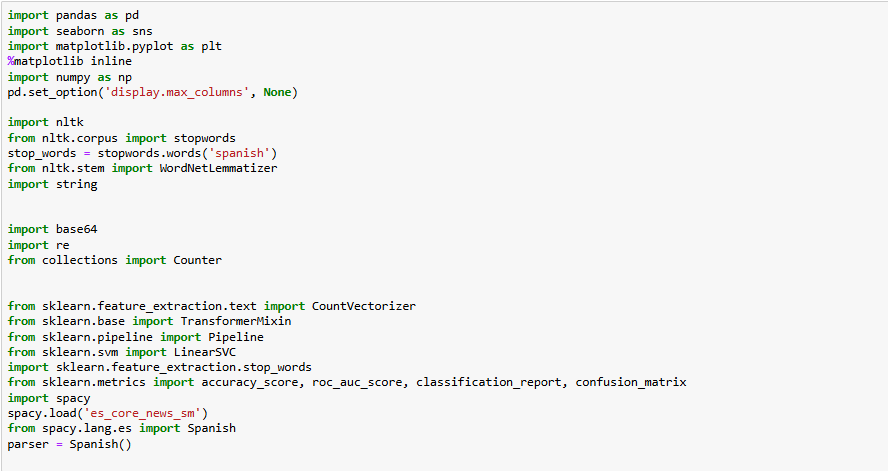 import pandas as pd
import seaborn as sns
import matplotlib.pyplot as plt
%matplotlib inline
import numpy as np
pd.set_option('display.max_columns', None)
import nltk
from nltk.corpus import stopwords
stop_words = stopwords.words('spanish')
from nltk.stem import WordNetLemmatizer
import string
import base64
import re
from collections import Counter
from sklearn.feature_extraction.text import CountVectorizer
from sklearn.base import TransformerMixin
from sklearn.pipeline import Pipeline
from sklearn.svm import LinearSVC
import sklearn.feature_extraction.stop_words
from sklearn.metrics import accuracy_score, roc_auc_score, classification_report, confusion_matrix
import spacy
spacy.load('es_core_news_sm')
from spacy.lang.es import Spanish
parser = Spanish()